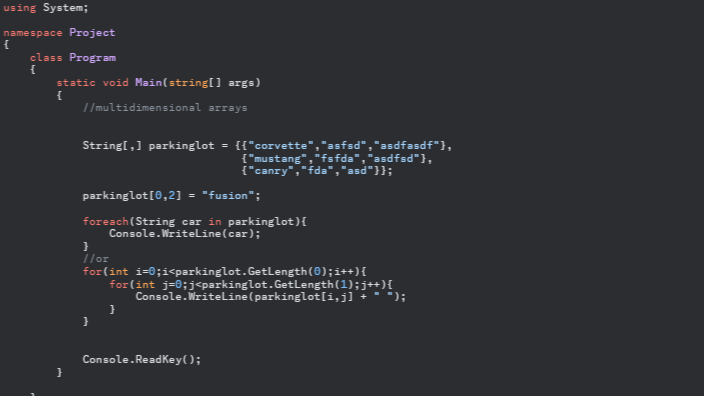 using System;
namespace Project
{
class Program
{
static void Main(string[] args)
{
//multidimensional arrays
String[,] parkinglot = {{"corvette","asfsd","asdfasdf"},
{"mustang","fsfda","asdfsd"},
{"canry","fda","asd"}};
parkinglot[0,2] = "fusion";
foreach(String car in parkinglot){
Console.WriteLine(car);
}
//or
for(int i=0;i<parkinglot.GetLength(0);i++){
for(int j=0;j<parkinglot.GetLength(1);j++){
Console.WriteLine(parkinglot[i,j] + " ");
}
}
Console.ReadKey();
}
}